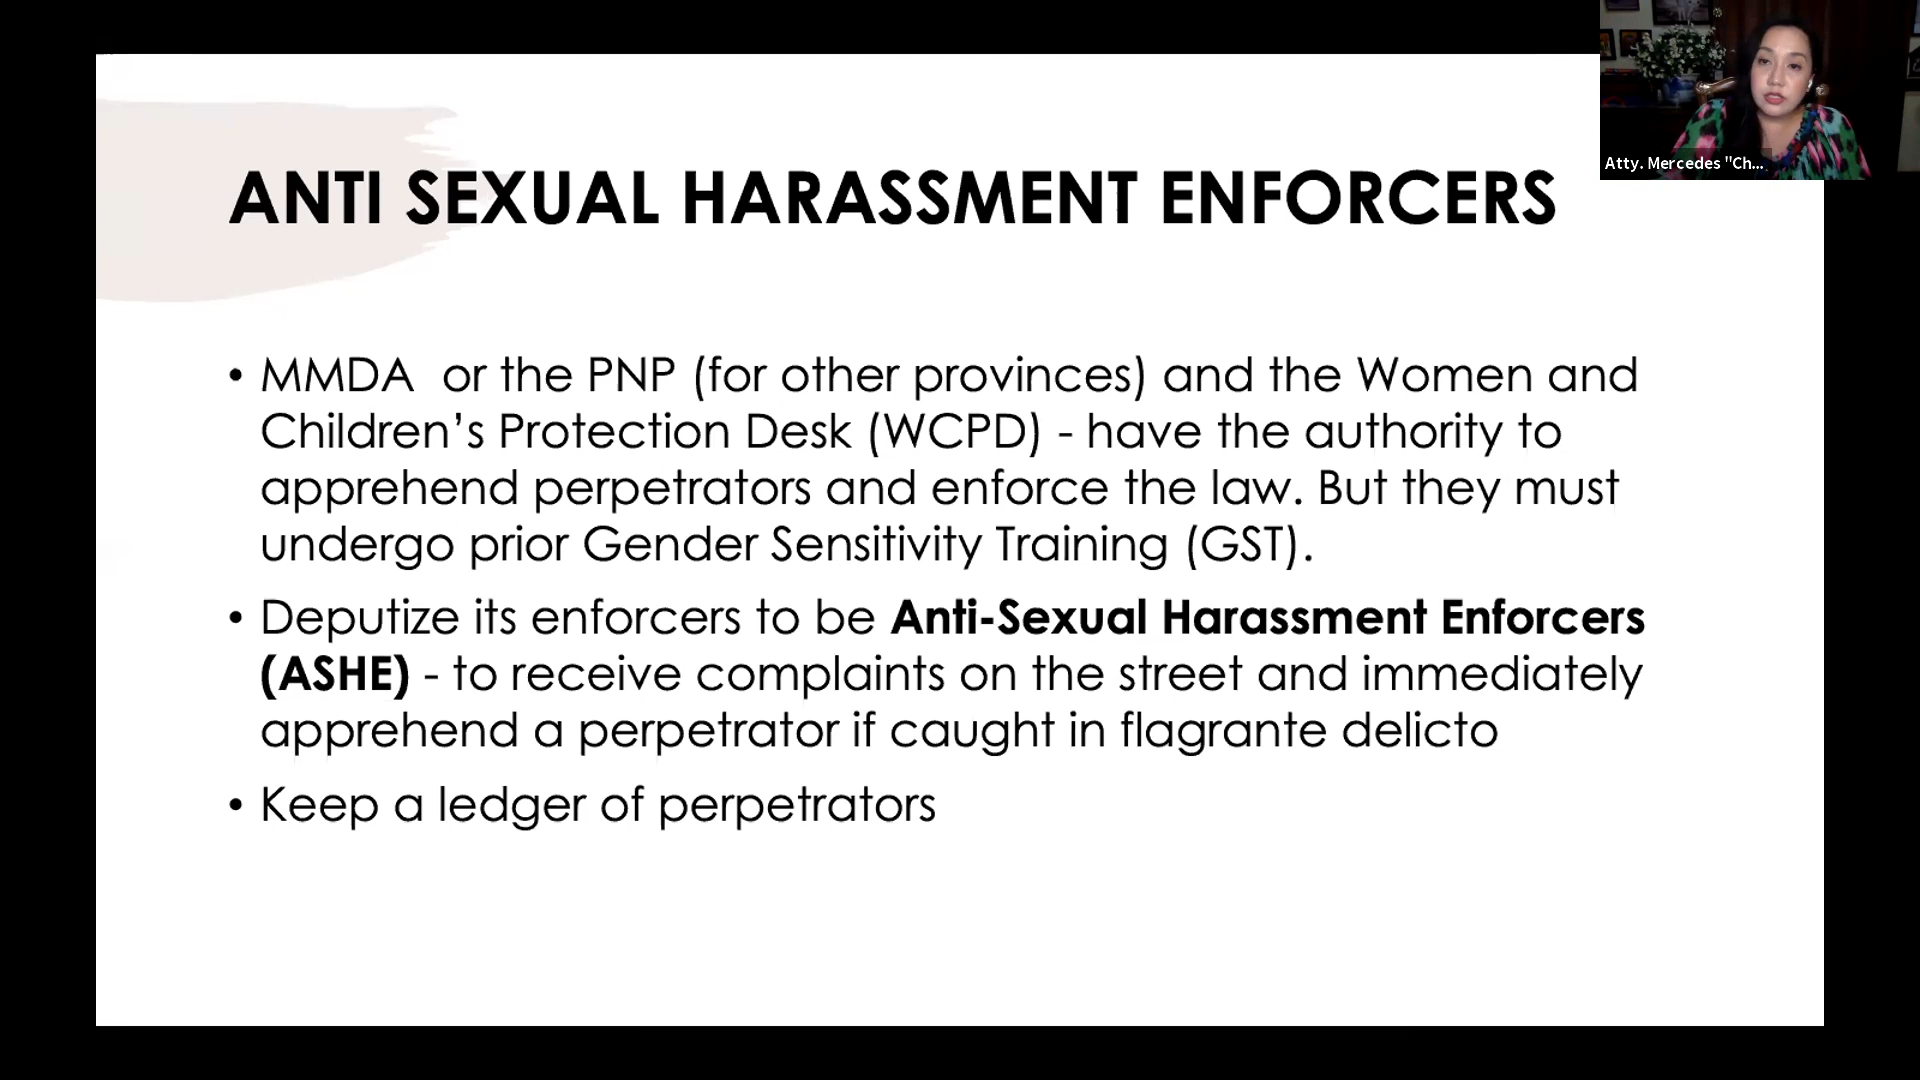 ANTI SEXUAL HARASSMENT ENFORCERS
Atty. Mercedes "Ch...
• MMDA or the PNP (for other provinces) and the Women and
Children’s Protection Desk (WCPD) - have the authority to
apprehend perpetrators and enforce the law. But they must
undergo prior Gender Sensitivity Training (GST).
• Deputize its enforcers to be Anti-Sexual Harassment Enforcers
(ASHE) - to receive complaints on the street and immediately
apprehend a perpetrator if caught in flagrante delicto
• Keep a ledger of perpetrators